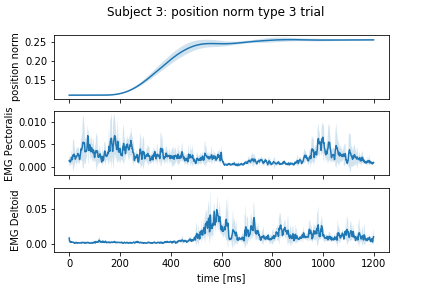 Subject 3: position norm type 3 trial
position norm
0.25
0.20
0.15
EMG Pectoralis
0.010
0.005
0.000
EMG Deltoid
0.05
0.00
0 200 400 600 800 1000 1200
time [ms]